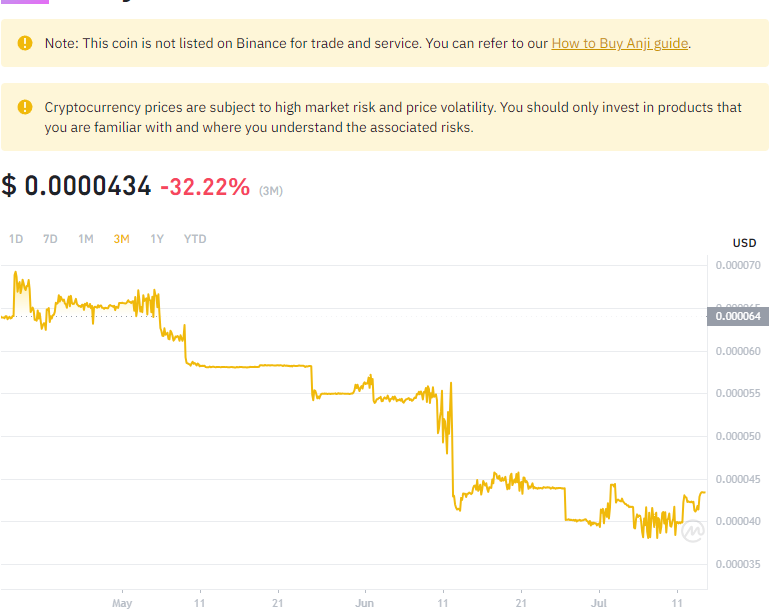 Note: This coin is not listed on Binance for trade and service. You can refer to our How to Buy Anji guide.
Cryptocurrency prices are subject to high market risk and price volatility. You should only invest in products that
you are familiar with and where you understand the associated risks.
$ 0.0000434 -32.22% (3M)
1D 7D 1M 3M 1Y YTD
USD
0.000070
0.000064
0.000060
0.000055
0.000050
0.000045
0.000040
0.000035
May 11 21 Jun 11 21 Jul 11